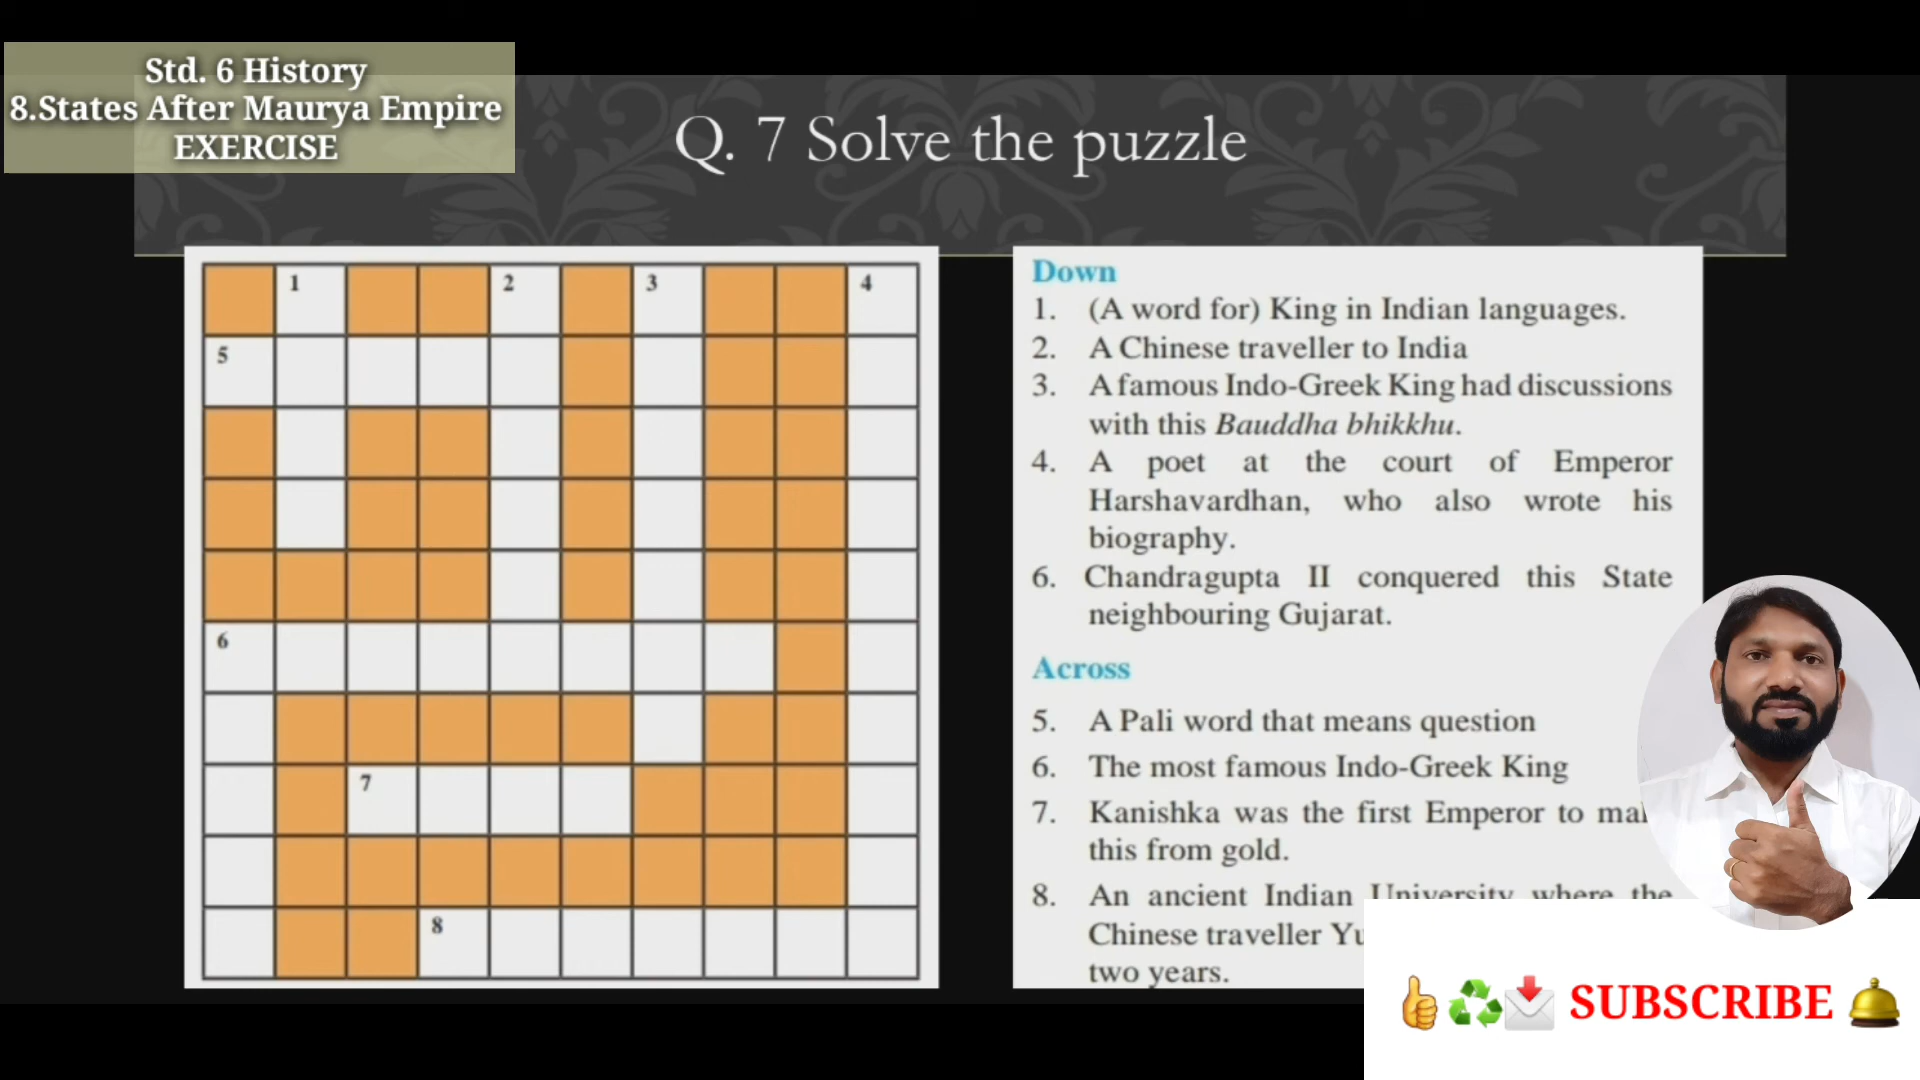 Std. 6 History
8.States After Maurya Empire
EXERCISE
Q. 7 Solve the puzzle
1 2 3 4
5
6
7
8
Down
1. (A word for) King in Indian languages.
2. A Chinese traveller to India
3. A famous Indo-Greek King had discussions
with this Bauddha bhikkhu.
4. A poet at the court of Emperor
Harshavardhan, who also wrote his
biography.
6. Chandragupta II conquered this State
neighbouring Gujarat.
Across
5. A Pali word that means question
6. The most famous Indo-Greek King
7. Kanishka was the first Emperor to
this from gold.
8. An ancient Indian University where the
Chinese traveller
two years.
SUBSCRIBE